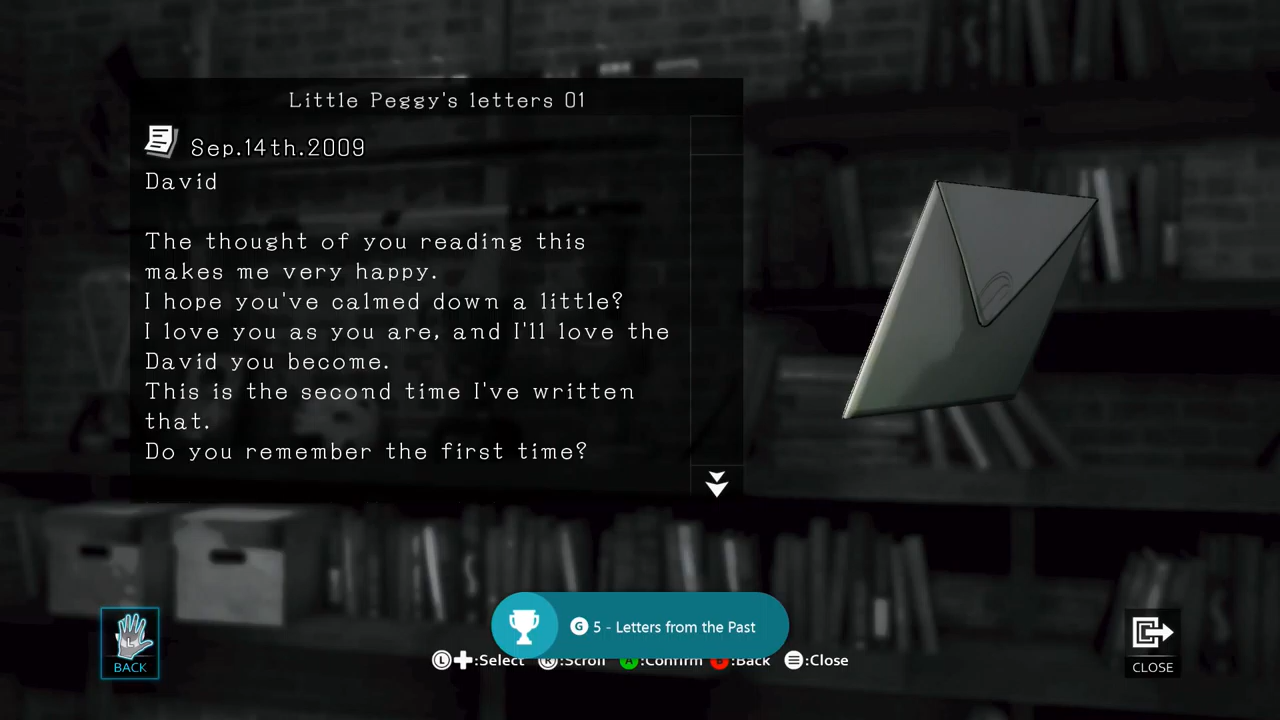 Little Peggy's letters 01
Sep.14th.2009
David
The thought of you reading this
makes me very happy.
I hope you've calmed down a little?
I love you as you are, and I'll love the
David you become.
This is the second time I've written
that.
Do you remember the first time?
G 5 - Letters from the Past
L
BACK
L :Select R :Scroll A :Confirm B :Back :Close
CLOSE